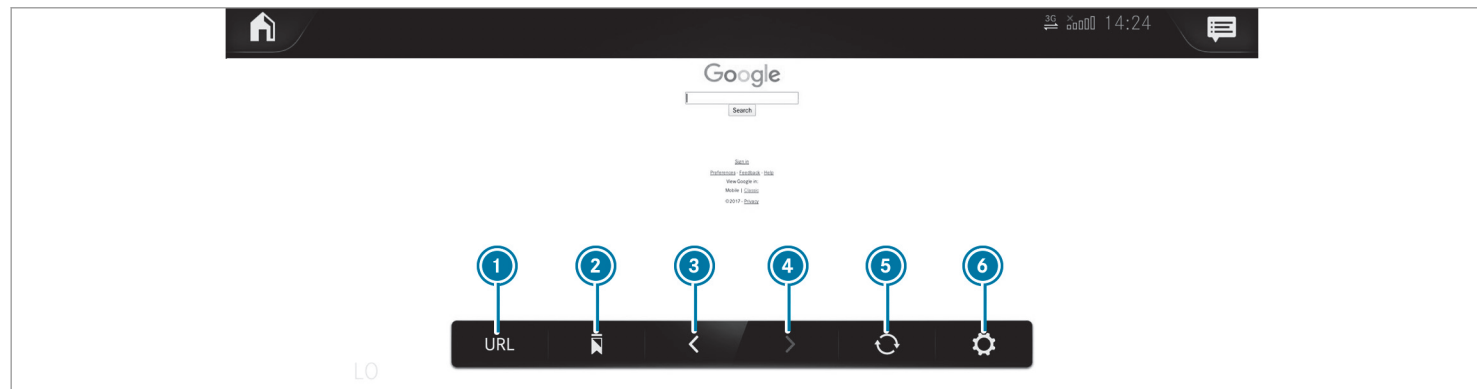 3G 14:24
Google
Search
Sign in
Preferences - Feedback - Help
View Google in:
Mobile | Classic
©2017 - Privacy
1 2 3 4 5 6
URL
LO